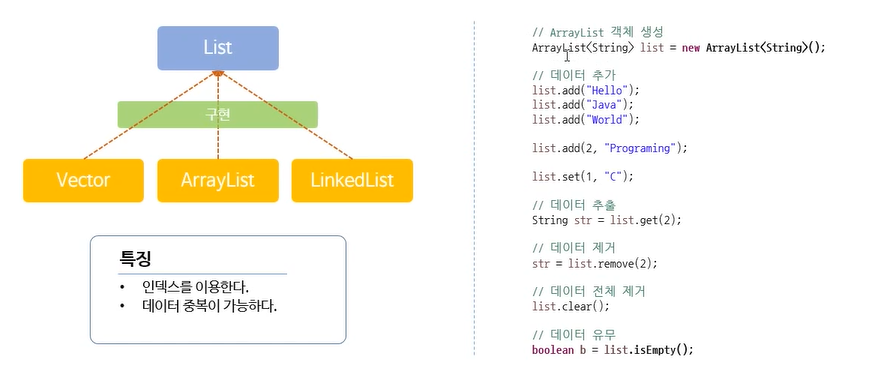 List
구현
Vector
ArrayList
LinkedList
특징
• 인덱스를 이용한다.
• 데이터 중복이 가능하다.
// ArrayList 객체 생성
ArrayList<String> list = new ArrayList<String>();
// 데이터 추가
list.add("Hello");
list.add("Java");
list.add("World");
list.add(2, "Programing");
list.set(1, "C");
// 데이터 추출
String str = list.get(2);
// 데이터 제거
str = list.remove(2);
// 데이터 전체 제거
list.clear();
// 데이터 유무
boolean b = list.isEmpty();